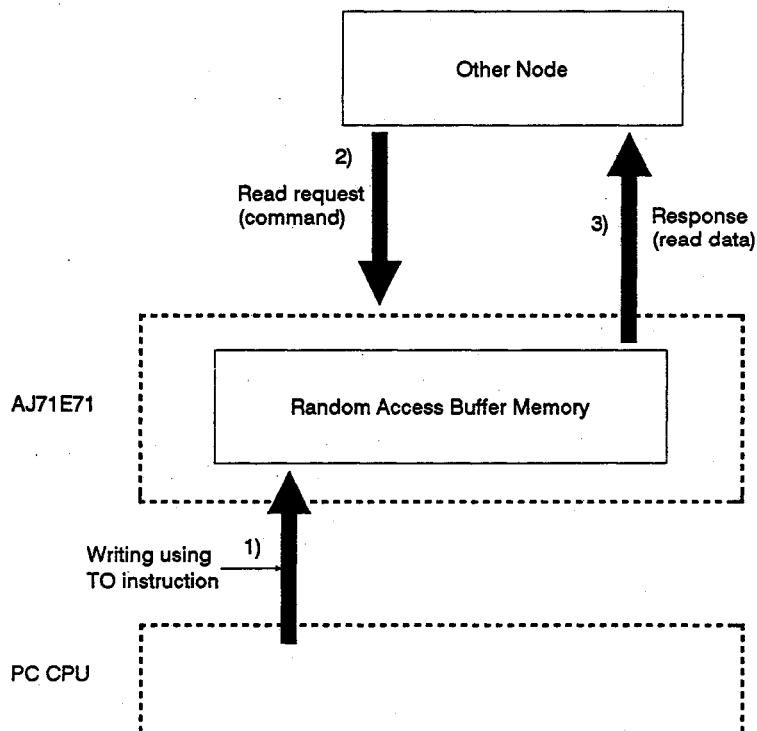 Other Node
2)
Read request
(command)
3)
Response
(read data)
AJ71E71
Random Access Buffer Memory
Writing using
TO instruction
1)
PC CPU